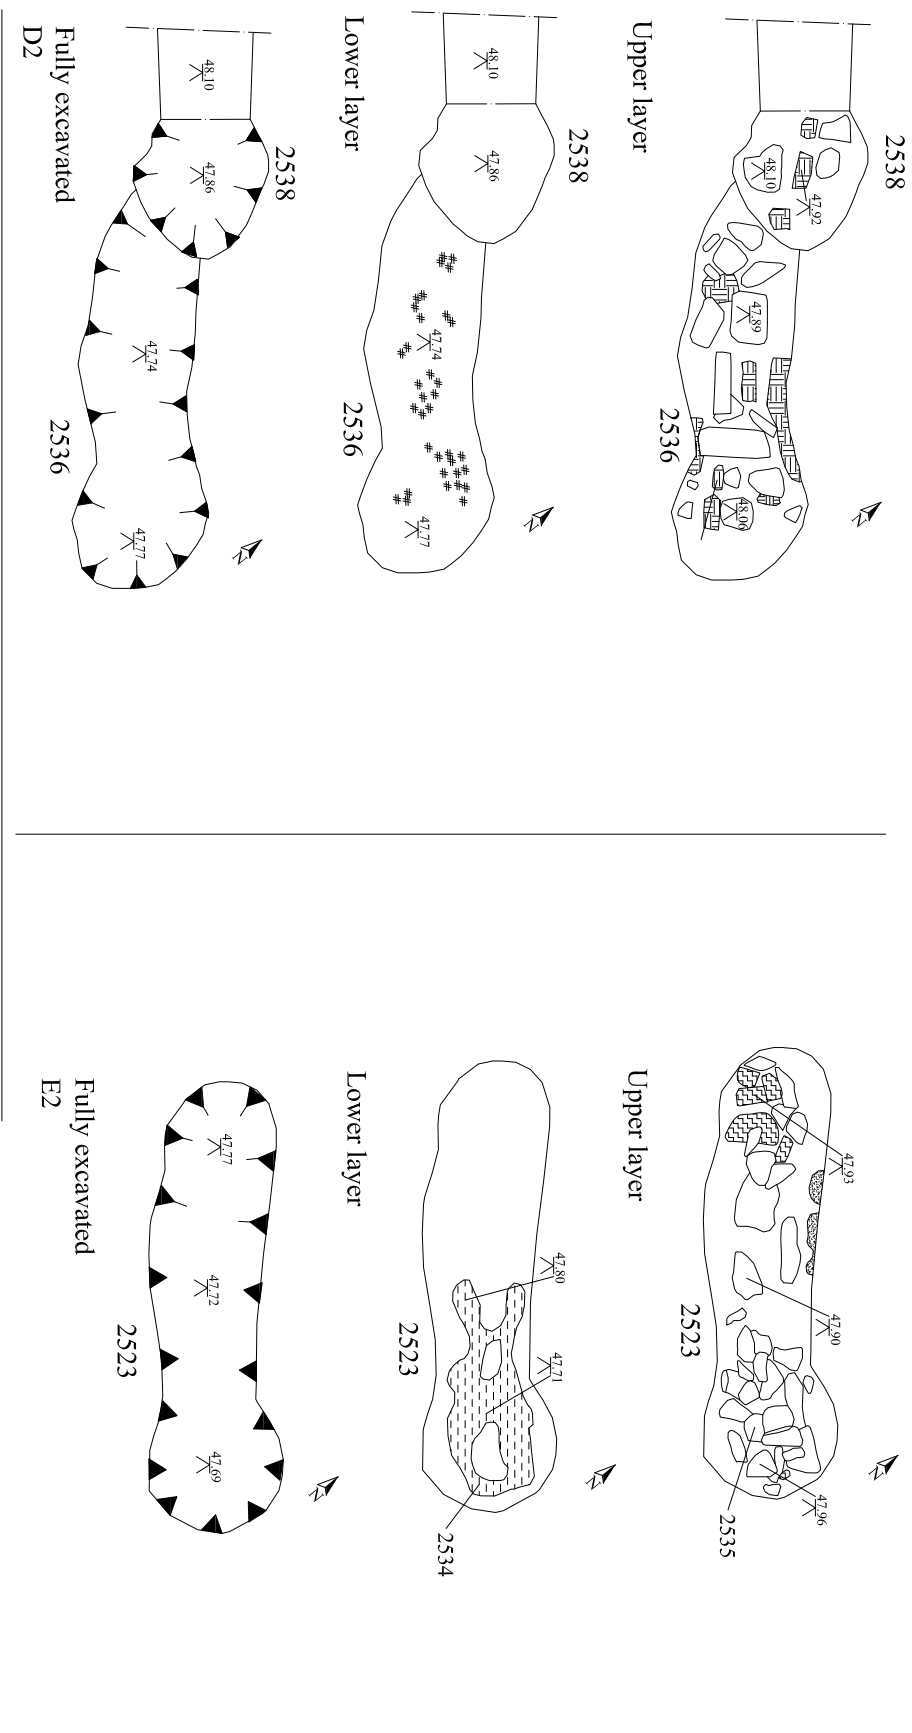 2538
47.92
48.10
47.89
48.06
N
2536
Upper layer
2538
48.10
47.86
47.74
47.77
N
2536
Lower layer
2538
48.10
47.86
47.74
47.77
N
2536
Fully excavated
D2
47.93
47.90
47.96
N
2535
2523
Upper layer
47.80
47.71
N
2534
2523
Lower layer
47.77
47.72
47.69
N
2523
Fully excavated
E2